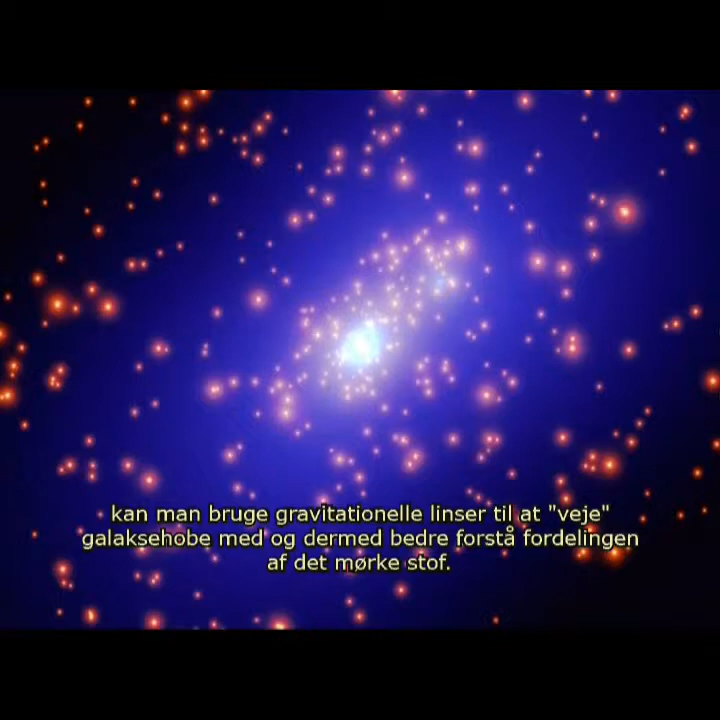 kan man bruge gravitationelle linser til at "veje"
galaksehobe med og dermed bedre forstå fordelingen
af det mørke stof.